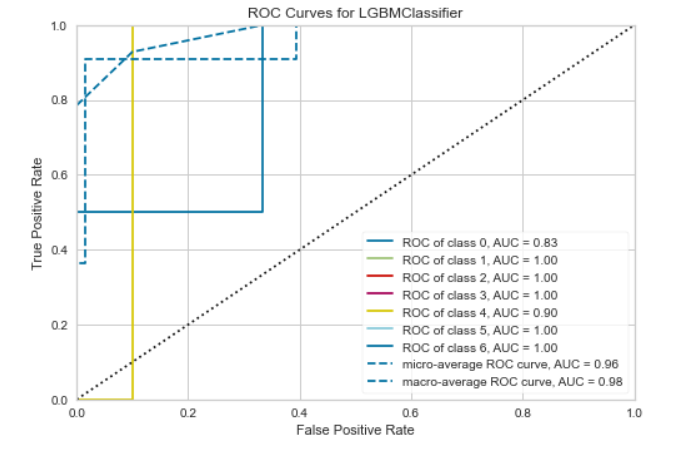 ROC Curves for LGBMClassifier
1.0
0.8
0.6
0.4
0.2
0.0
True Positive Rate
ROC of class 0, AUC = 0.83
ROC of class 1, AUC = 1.00
ROC of class 2, AUC = 1.00
ROC of class 3, AUC = 1.00
ROC of class 4, AUC = 0.90
ROC of class 5, AUC = 1.00
ROC of class 6, AUC = 1.00
micro-average ROC curve, AUC = 0.96
macro-average ROC curve, AUC = 0.98
0.0 0.2 0.4 0.6 0.8 1.0
False Positive Rate